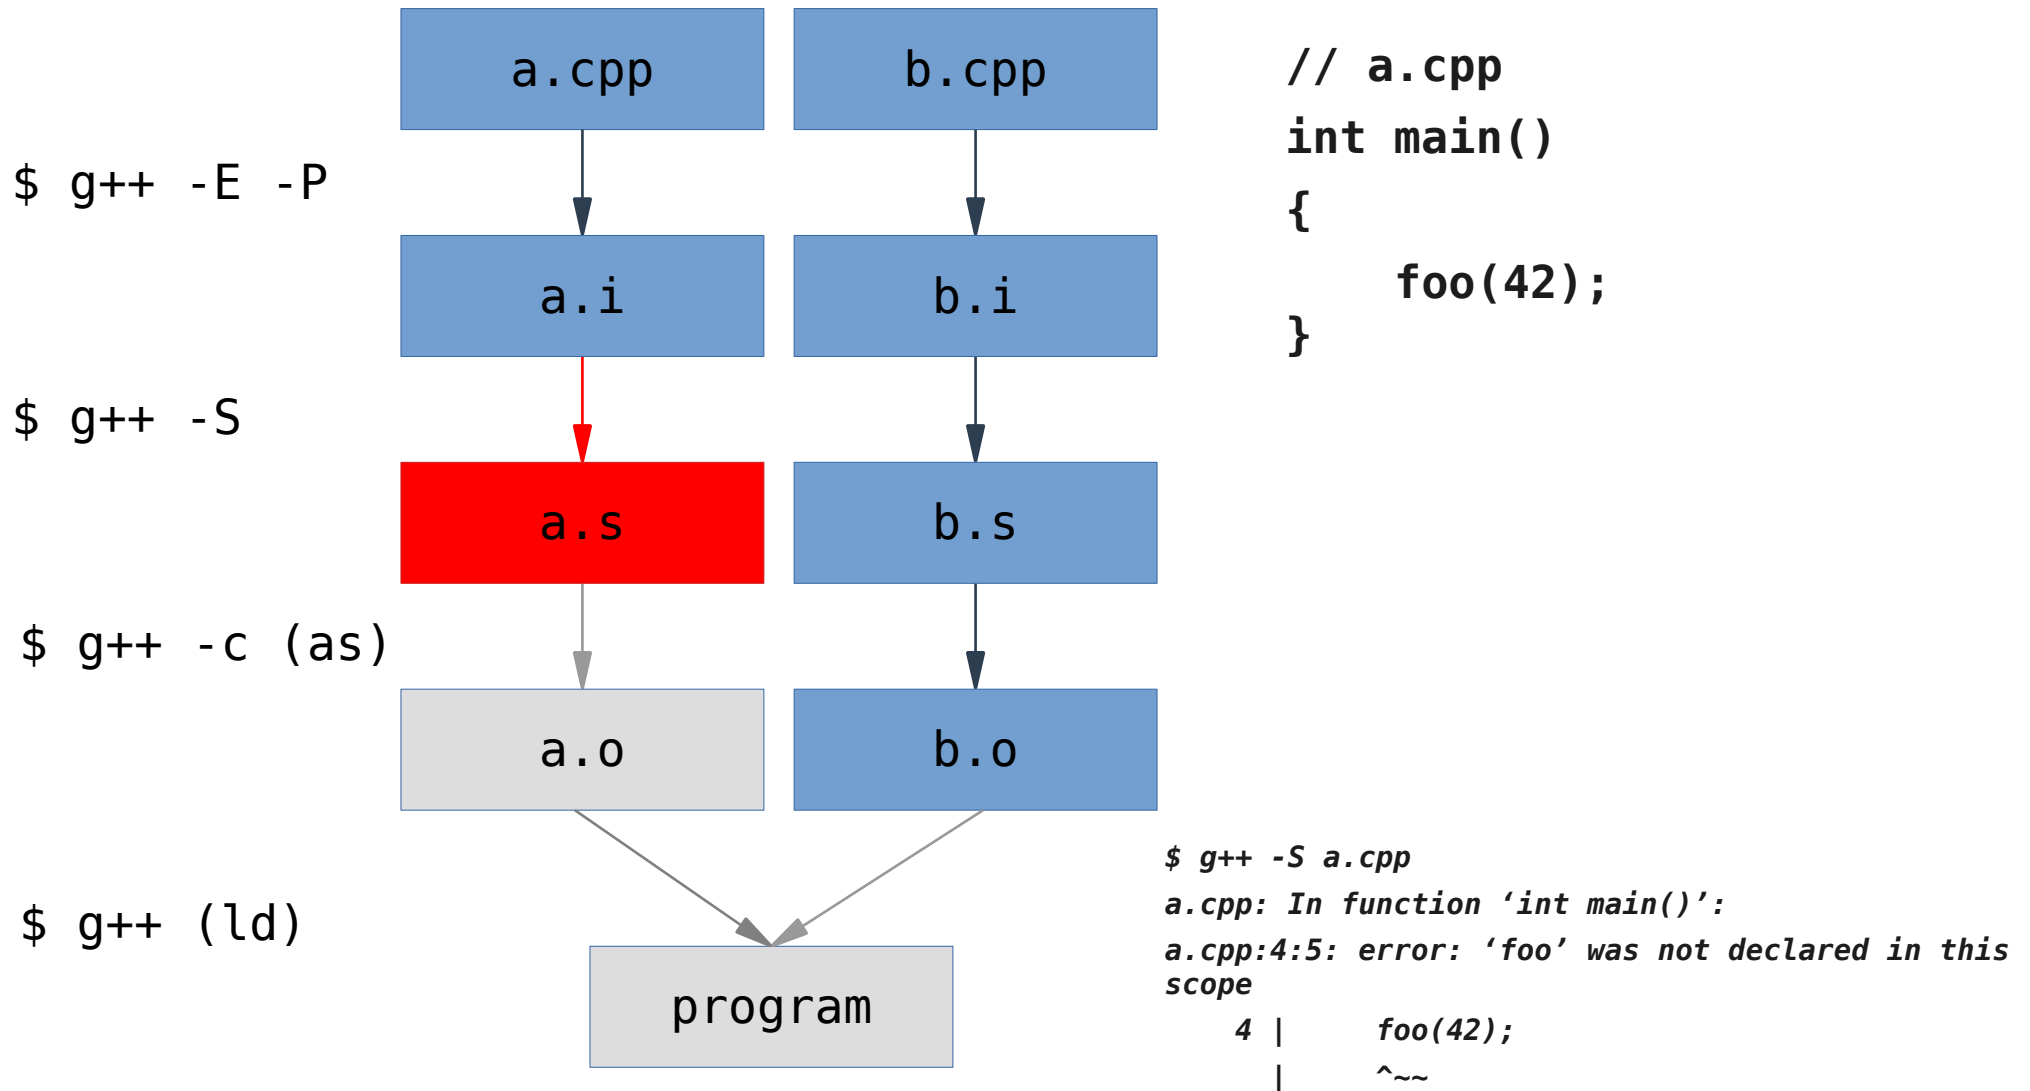 a.cpp
b.cpp
$ g++ -E -P
a.i
b.i
$ g++ -S
a.s
b.s
$ g++ -c (as)
a.o
b.o
$ g++ (ld)
program
// a.cpp
int main()
{
    foo(42);
}
$ g++ -S a.cpp
a.cpp: In function ‘int main()’:
a.cpp:4:5: error: ‘foo’ was not declared in this
scope
    4 |     foo(42);
      |     ^~~